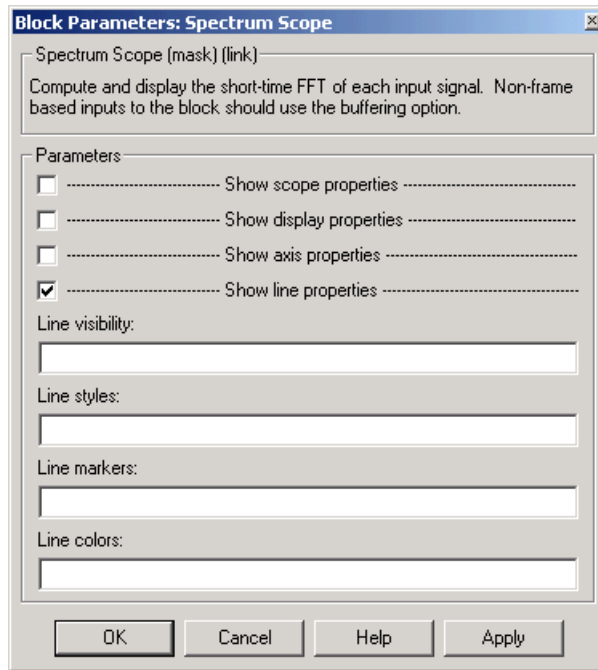 Block Parameters: Spectrum Scope
Spectrum Scope (mask) (link)
Compute and display the short-time FFT of each input signal. Non-frame
based inputs to the block should use the buffering option.
Parameters
------------------------------ Show scope properties ----------------------------------
------------------------------ Show display properties --------------------------------
------------------------------ Show axis properties -------------------------------------
------------------------------ Show line properties --------------------------------------
Line visibility:
Line styles:
Line markers:
Line colors:
OK
Cancel
Help
Apply